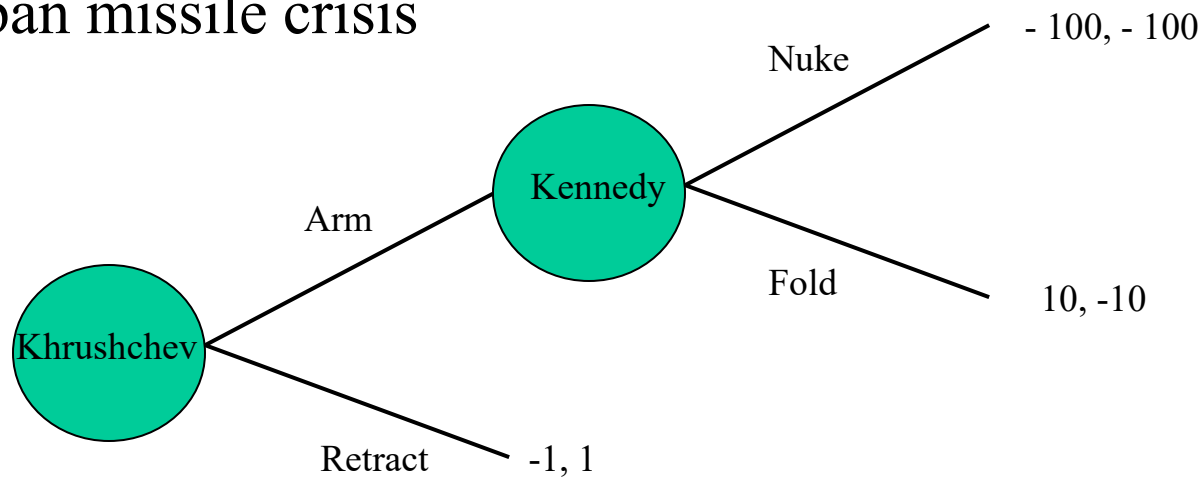 ban missile crisis
- 100, - 100
Nuke
Kennedy
Arm
Fold
10, -10
Khrushchev
Retract
-1, 1